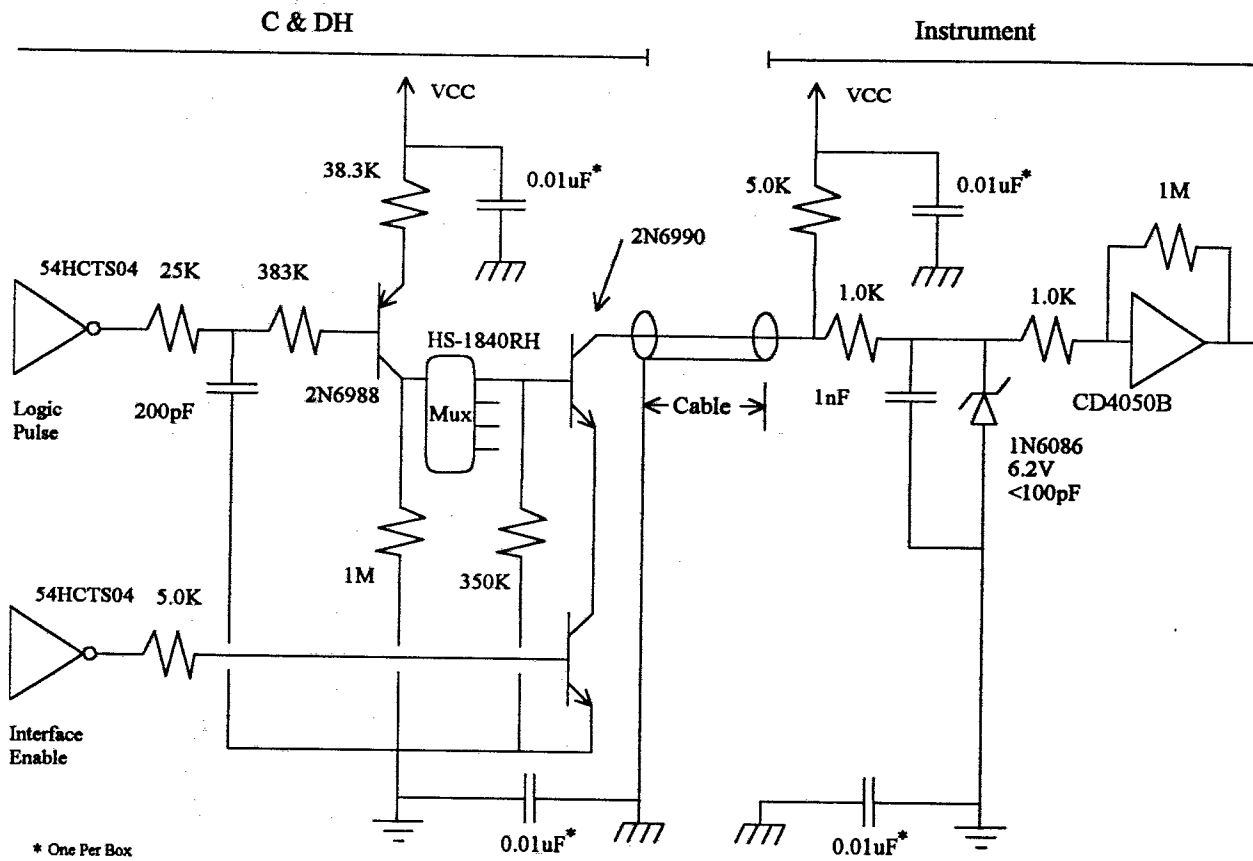 C & DH
Instrument
VCC
VCC
38.3K
0.01uF*
5.0K
0.01uF*
1M
2N6990
54HCTS04
25K
383K
1.0K
1.0K
HS-1840RH
Logic
Pulse
200pF
2N6988
Mux
Cable
1nF
CD4050B
1N6086
6.2V
<100pF
1M
350K
54HCTS04
5.0K
Interface
Enable
0.01uF*
0.01uF*
* One Per Box